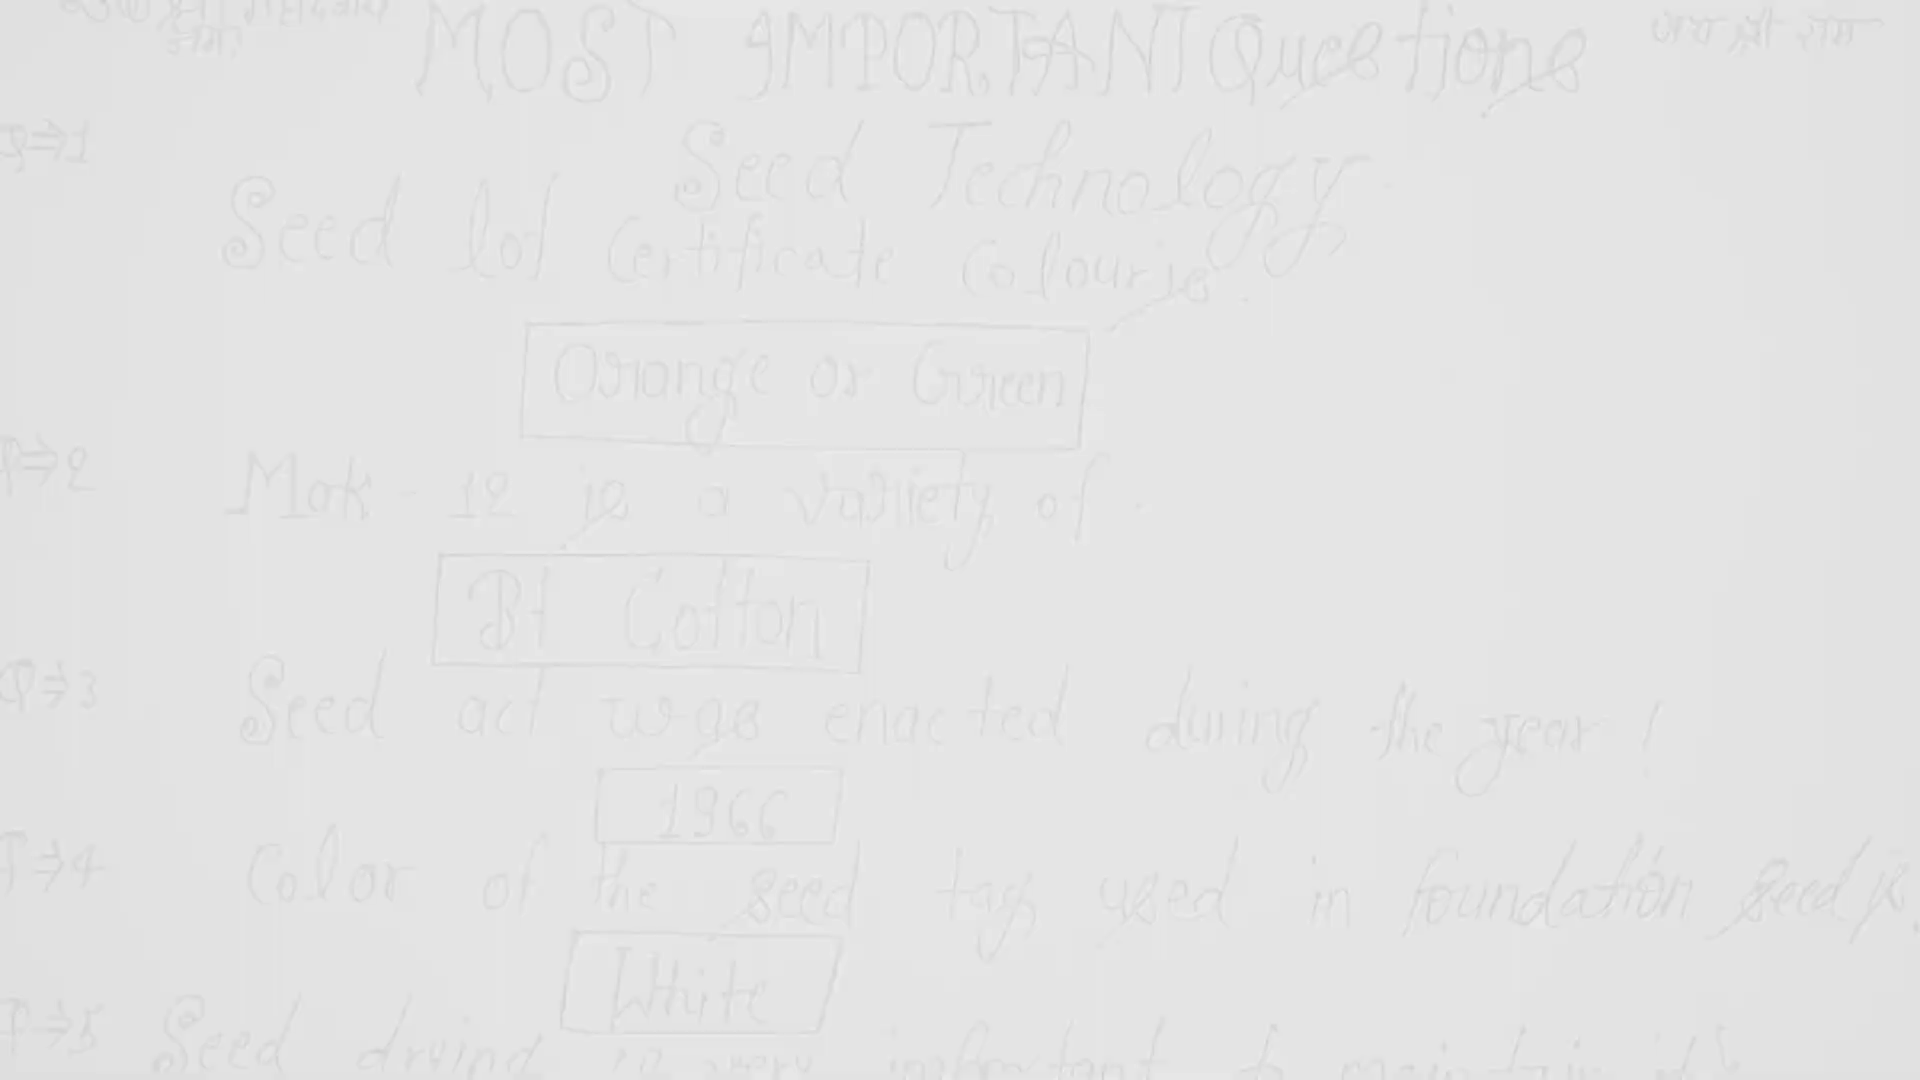 MOST IMPORTANT Questions
Seed Technology
Q⇒1
Seed lot Certificate Colour is
Orange or Green
Q⇒2 Mak - 12 is a variety of
Bt Cotton
Q⇒3 Seed act was enacted during the year !
1966
Q⇒4 Color of the seed tag used in foundation seed is
White
Q⇒5 Seed drying is very important to maintain it's